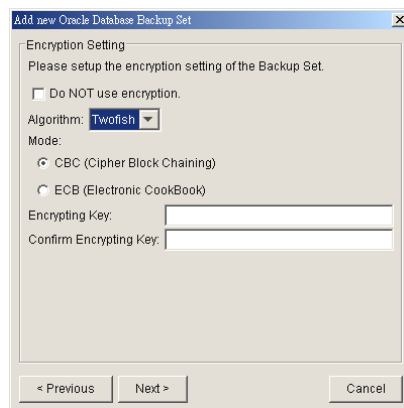 Add new Oracle Database Backup Set
Encryption Setting
Please setup the encryption setting of the Backup Set.
Do NOT use encryption.
Algorithm: Twofish
Mode:
CBC (Cipher Block Chaining)
ECB (Electronic CookBook)
Encrypting Key:
Confirm Encrypting Key:
< Previous Next > Cancel